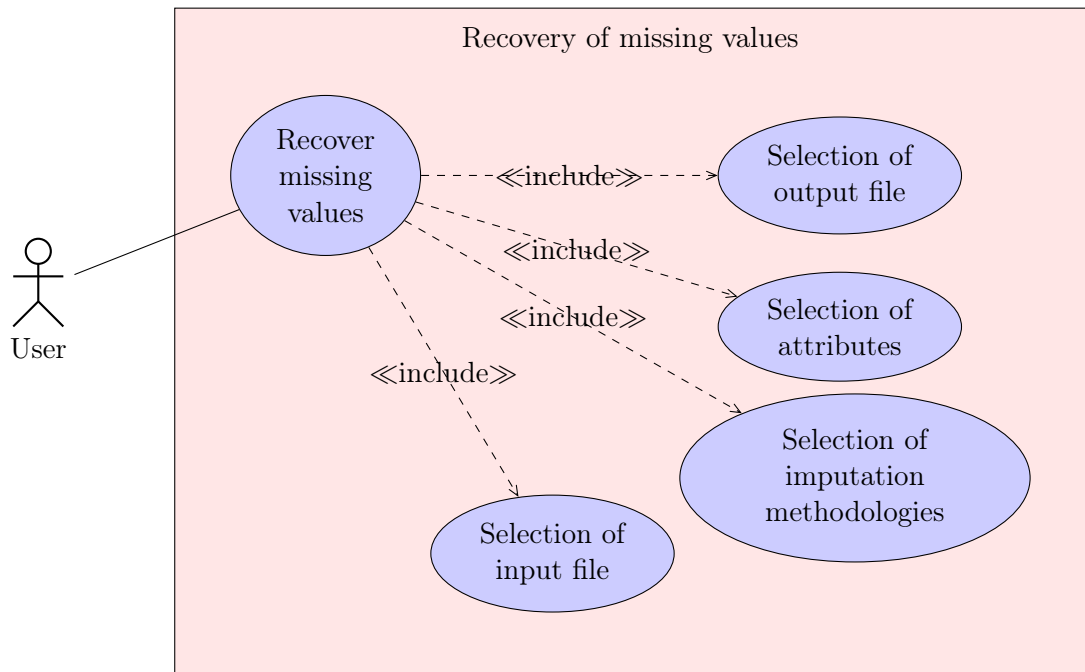 Recovery of missing values
Recover
missing
values
Selection of
output file
≪include≫
≪include≫
Selection of
attributes
≪include≫
User
≪include≫
Selection of
imputation
methodologies
Selection of
input file